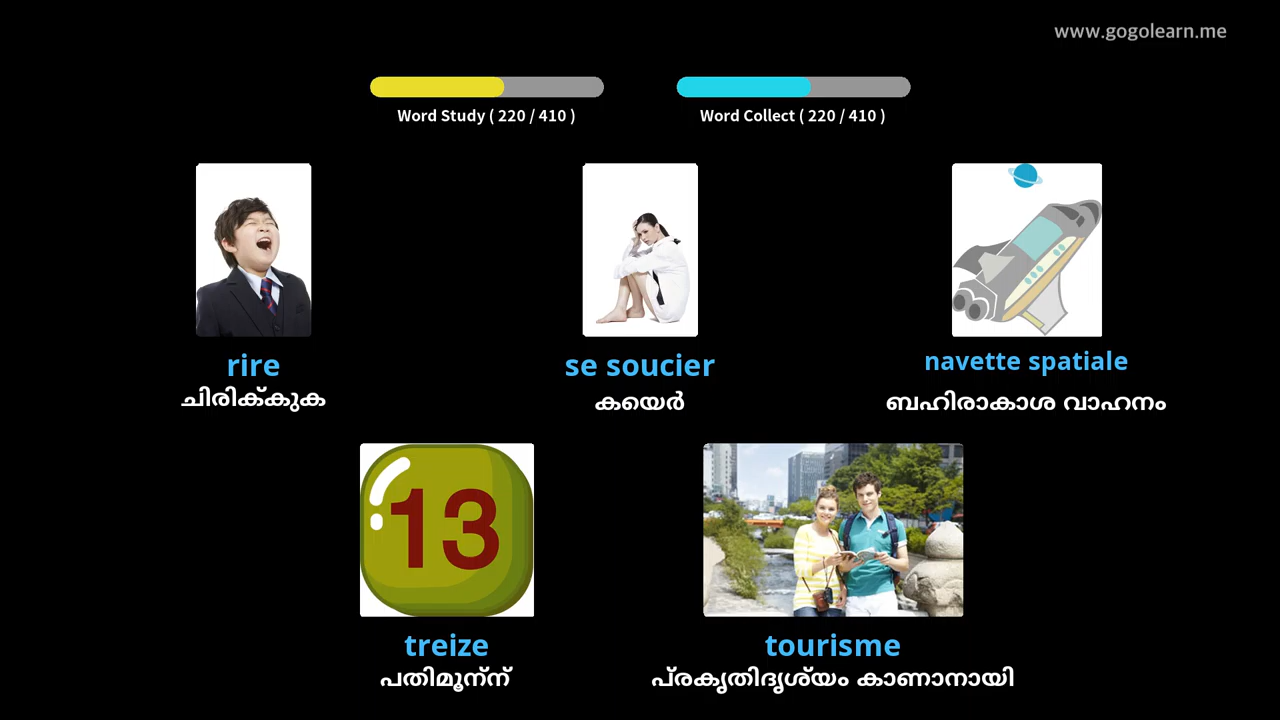 www.gogolearn.me
Word Study ( 220 / 410 )
Word Collect ( 220 / 410 )
rire
ചിരിക്കുക
se soucier
കയെർ
navette spatiale
ബഹിരാകാശ വാഹനം
13
treize
പതിമൂന്ന്
tourisme
പ്രകൃതിദൃശ്യം കാണാനായി